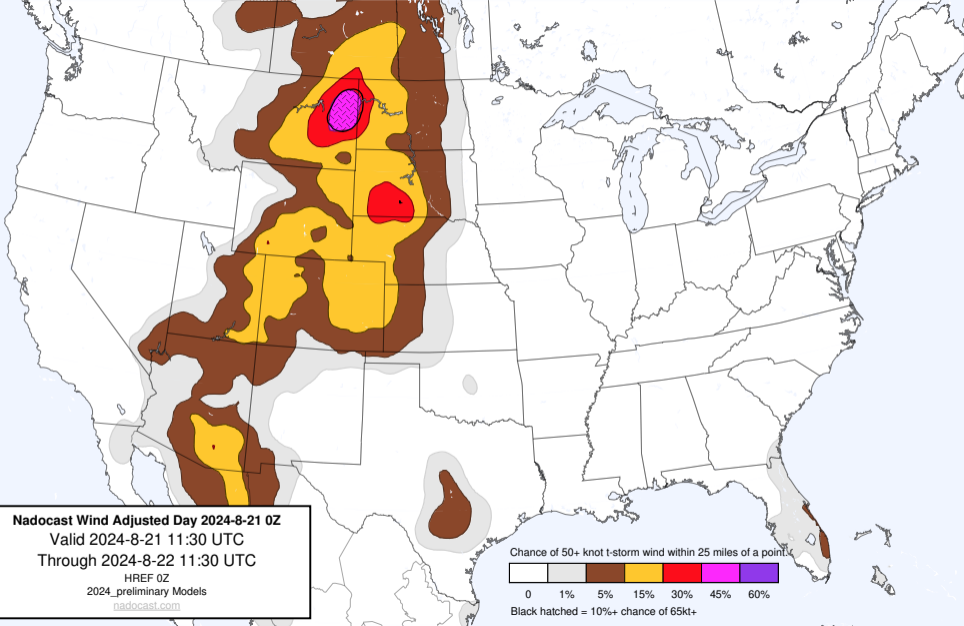 Nadocast Wind Adjusted Day 2024-8-21 0Z
Valid 2024-8-21 11:30 UTC
Through 2024-8-22 11:30 UTC
HREF 0Z
2024_preliminary Models
nadocast.com
Chance of 50+ knot t-storm wind within 25 miles of a point.
0 1% 5% 15% 30% 45% 60%
Black hatched = 10%+ chance of 65kt+